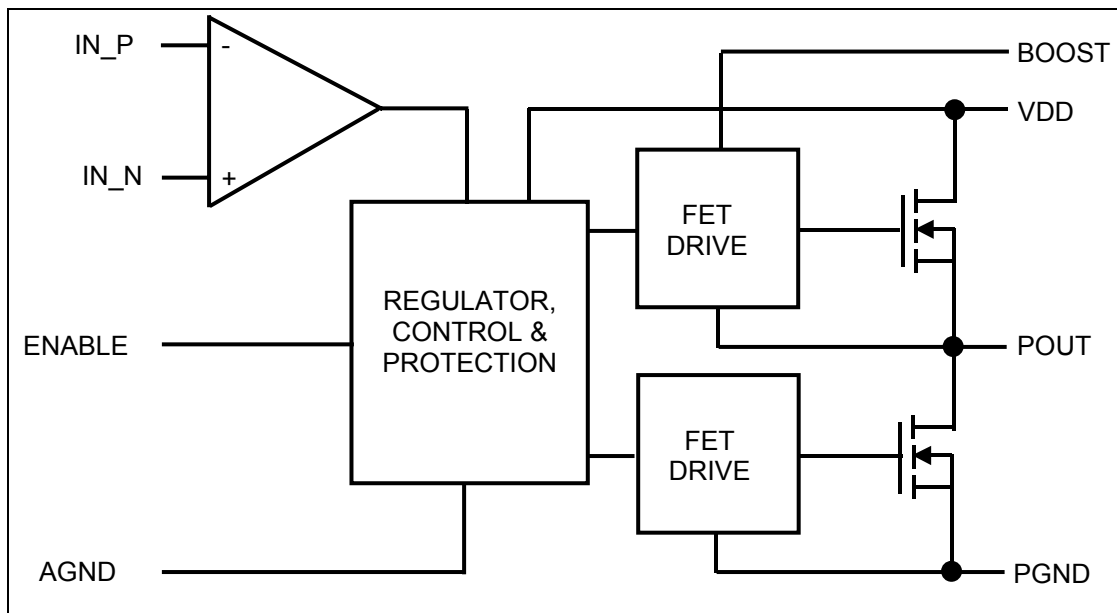 IN_P
-
IN_N
+
BOOST
VDD
FET
DRIVE
REGULATOR,
CONTROL &
PROTECTION
ENABLE
POUT
FET
DRIVE
AGND
PGND